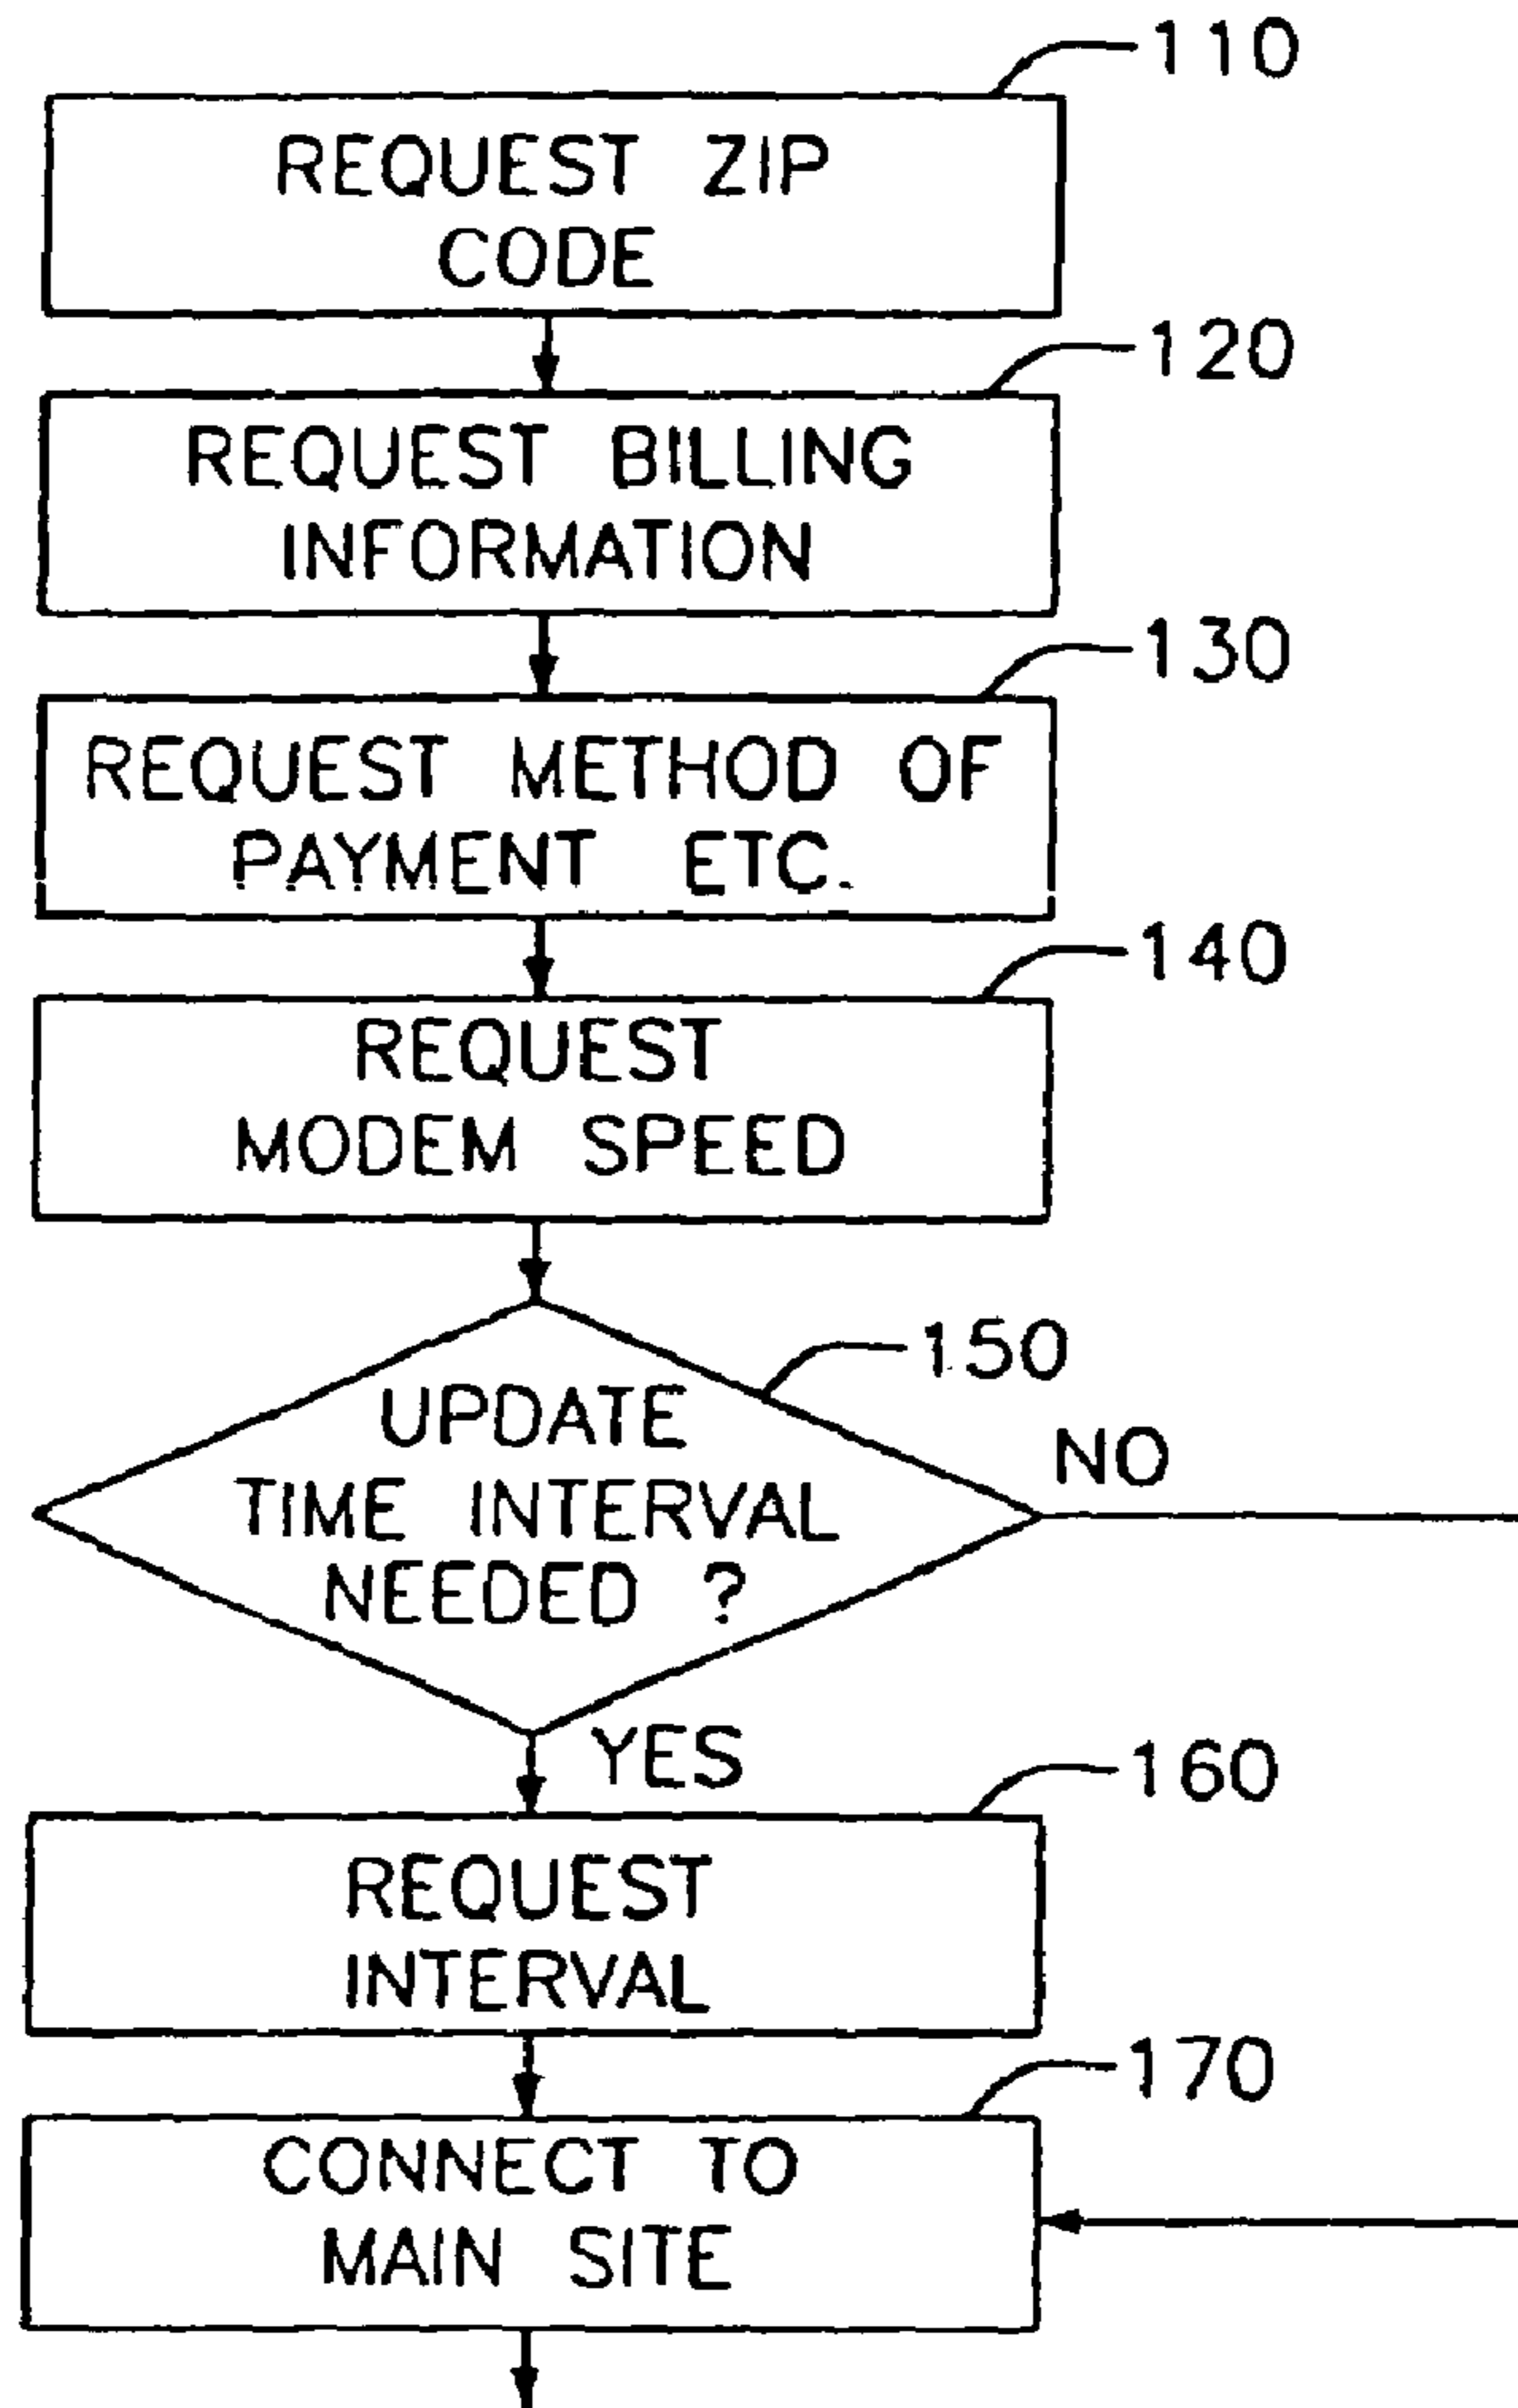 110
REQUEST ZIP
CODE
120
REQUEST BILLING
INFORMATION
130
REQUEST METHOD OF
PAYMENT ETC.
140
REQUEST
MODEM SPEED
150
UPDATE
TIME INTERVAL
NEEDED ?
NO
YES
160
REQUEST
INTERVAL
170
CONNECT TO
MAIN SITE